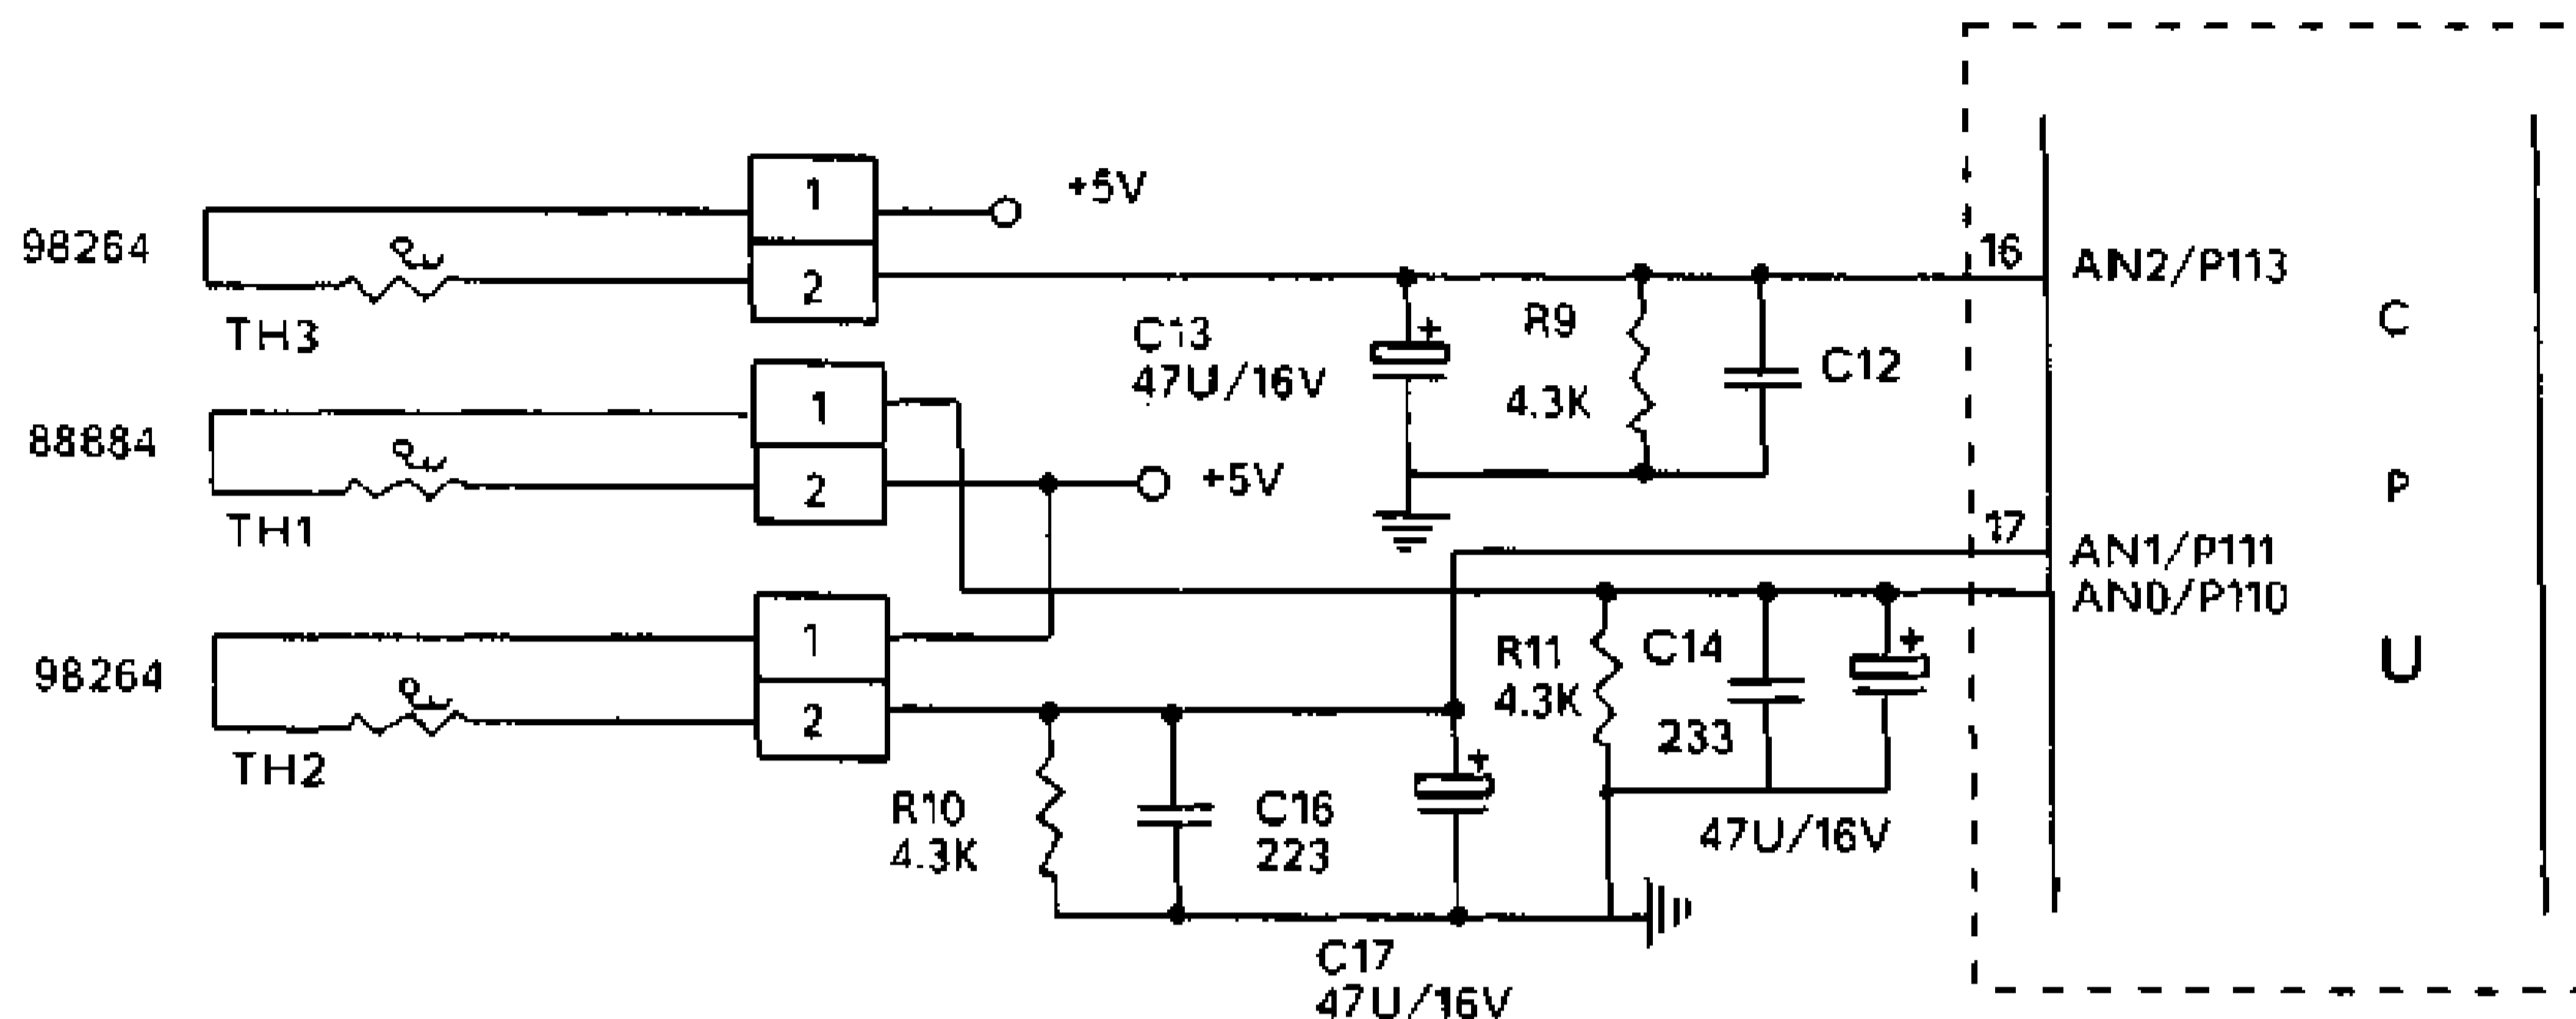 98264
TH3
1
2
+5V
C13
47U/16V
R9
4.3K
C12
16
AN2/P113
C
P
U
88884
TH1
1
2
+5V
17
AN1/P111
AN0/P110
98264
TH2
1
2
R10
4.3K
C16
223
C17
47U/16V
R11
4.3K
C14
233
47U/16V
+
+
+